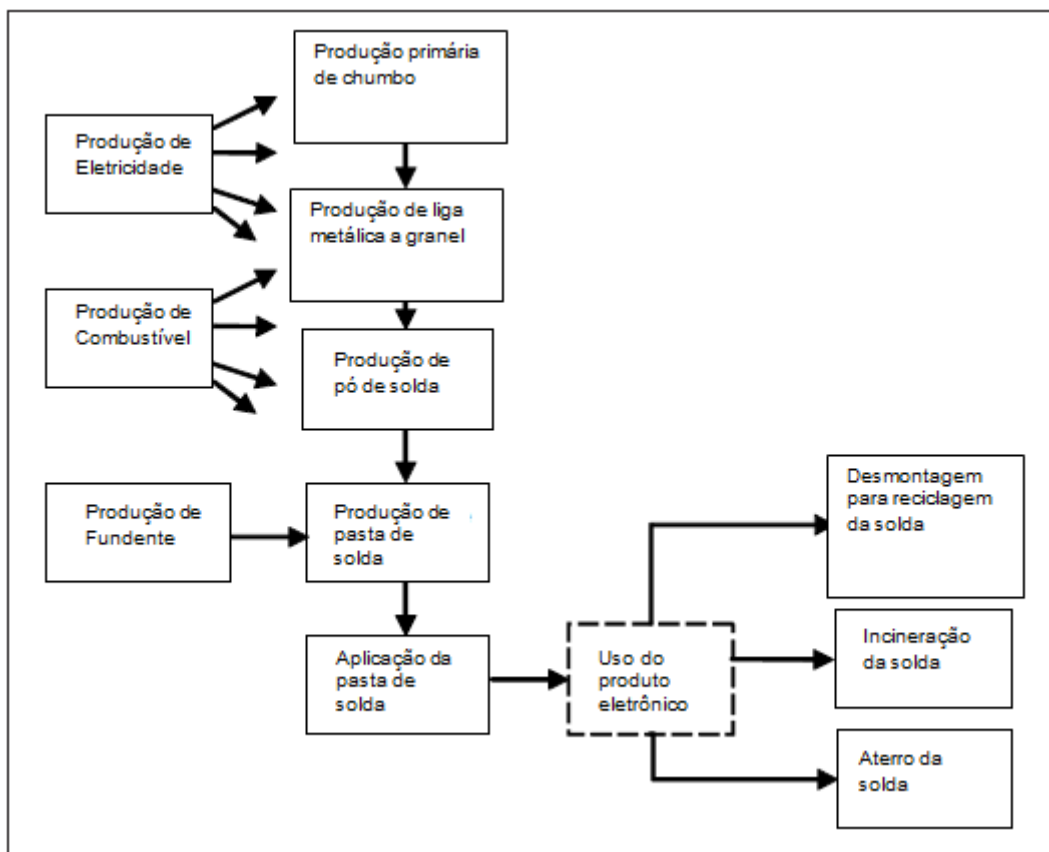 Produção primária
de chumbo
Produção de
Eletricidade
Produção de liga
metálica a granel
Produção de
Combustível
Produção de
pó de solda
Produção de
Fundente
Produção de
pasta de
solda
Desmontagem
para reciclagem
da solda
Aplicação da
pasta de
solda
Uso do
produto
eletrônico
Incineração
da solda
Aterro da
solda